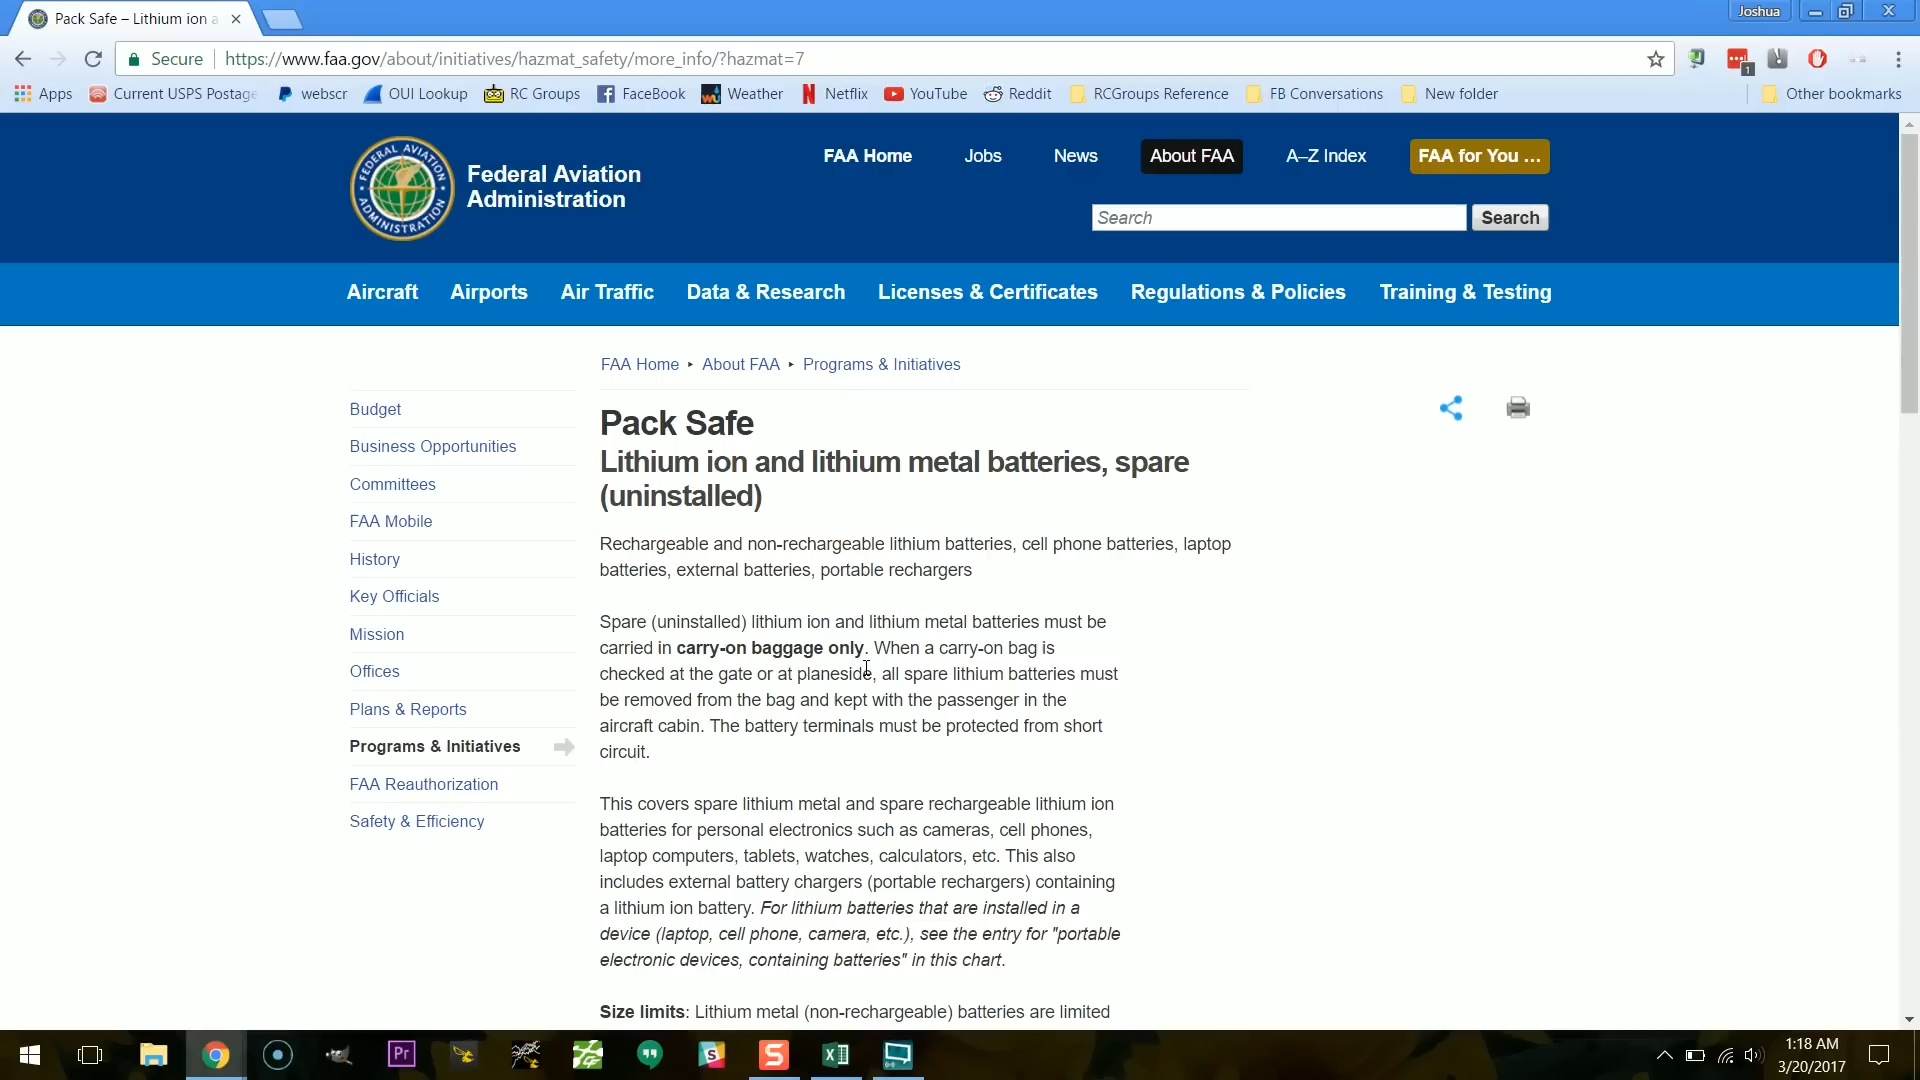 Pack Safe – Lithium ion a
Joshua
Secure
https://www.faa.gov/about/initiatives/hazmat_safety/more_info/?hazmat=7
1
Apps
Current USPS Postage
webscr
OUI Lookup
RC Groups
FaceBook
Weather
Netflix
YouTube
Reddit
RCGroups Reference
FB Conversations
New folder
Other bookmarks
FEDERAL AVIATION
ADMINISTRATION
Federal Aviation
Administration
FAA Home
Jobs
News
About FAA
A–Z Index
FAA for You ...
Search
Search
Aircraft
Airports
Air Traffic
Data & Research
Licenses & Certificates
Regulations & Policies
Training & Testing
FAA Home ▸ About FAA ▸ Programs & Initiatives
Budget
Business Opportunities
Committees
FAA Mobile
History
Key Officials
Mission
Offices
Plans & Reports
Programs & Initiatives
FAA Reauthorization
Safety & Efficiency
Pack Safe
Lithium ion and lithium metal batteries, spare
(uninstalled)
Rechargeable and non-rechargeable lithium batteries, cell phone batteries, laptop
batteries, external batteries, portable rechargers
Spare (uninstalled) lithium ion and lithium metal batteries must be
carried in carry-on baggage only. When a carry-on bag is
checked at the gate or at planeside, all spare lithium batteries must
be removed from the bag and kept with the passenger in the
aircraft cabin. The battery terminals must be protected from short
circuit.
This covers spare lithium metal and spare rechargeable lithium ion
batteries for personal electronics such as cameras, cell phones,
laptop computers, tablets, watches, calculators, etc. This also
includes external battery chargers (portable rechargers) containing
a lithium ion battery. For lithium batteries that are installed in a
device (laptop, cell phone, camera, etc.), see the entry for "portable
electronic devices, containing batteries" in this chart.
Size limits: Lithium metal (non-rechargeable) batteries are limited
Pr
S
S
X
1:18 AM
3/20/2017